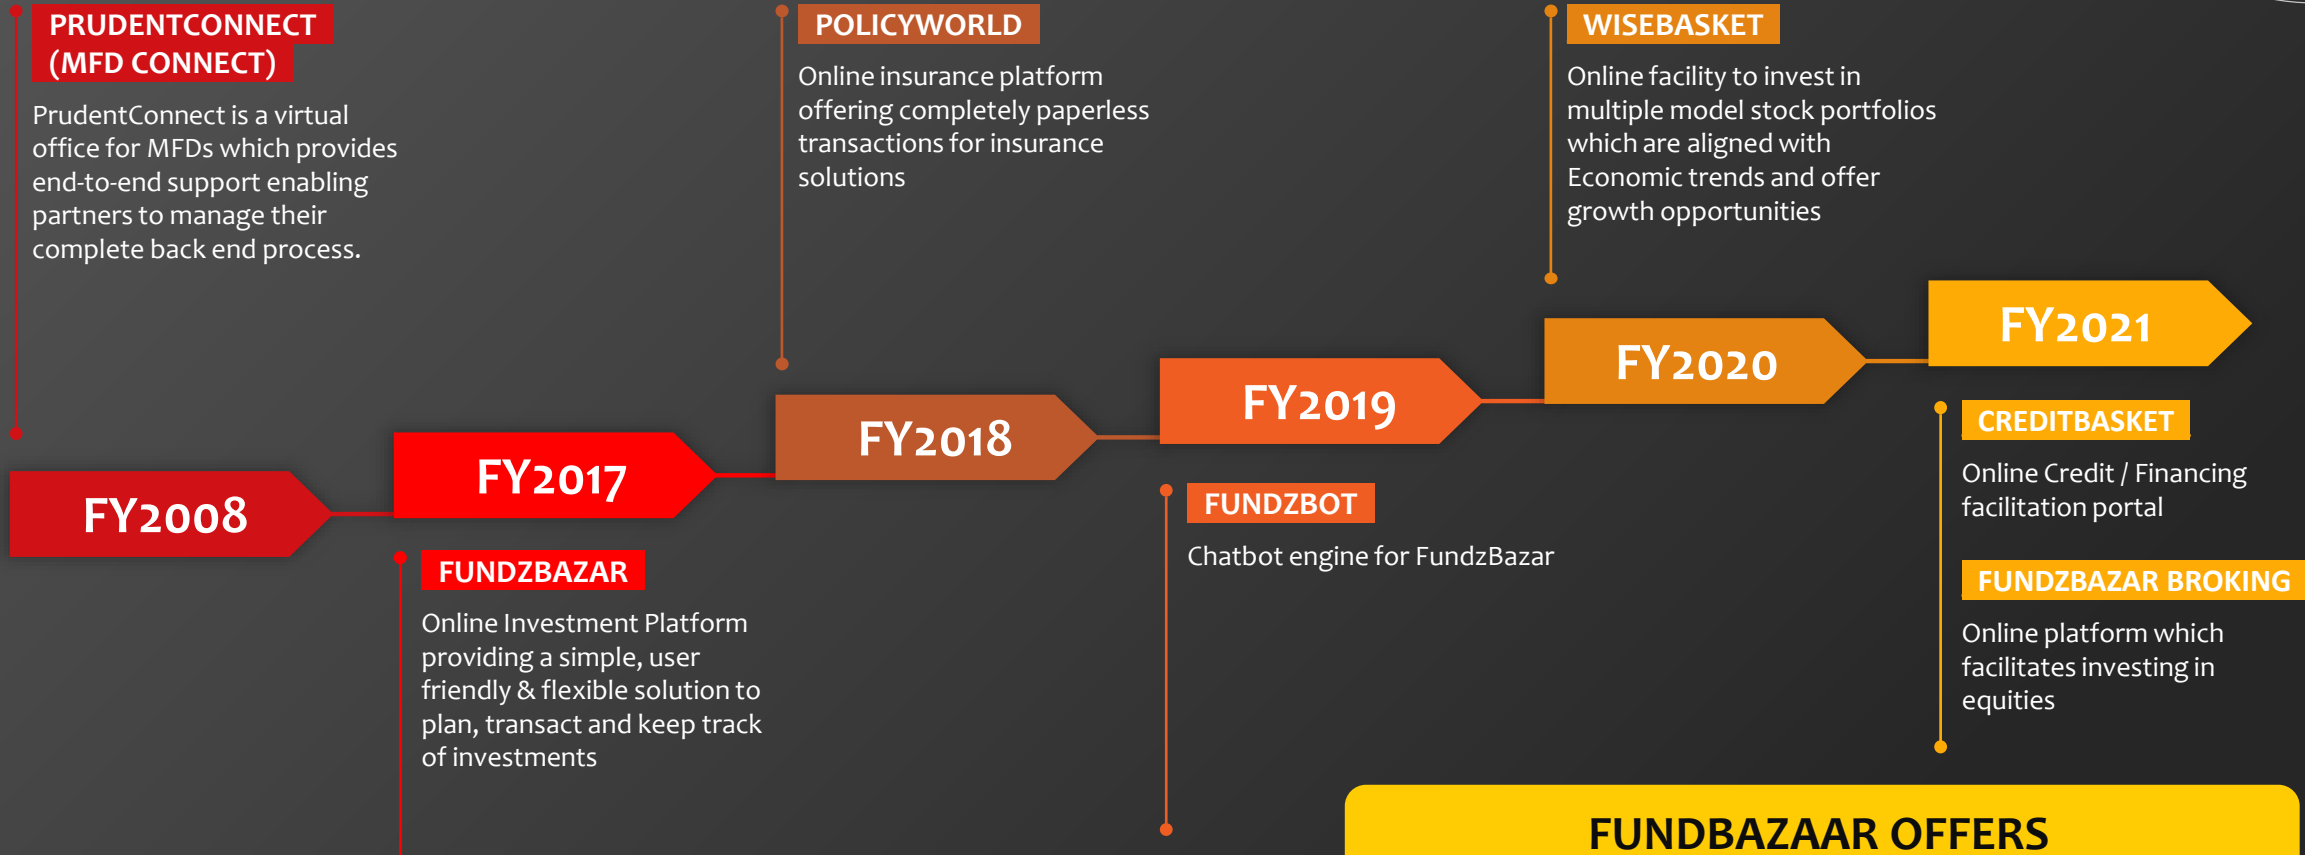 PRUDENTCONNECT
(MFD CONNECT)
PrudentConnect is a virtual
office for MFDs which provides
end-to-end support enabling
partners to manage their
complete back end process.
POLICYWORLD
Online insurance platform
offering completely paperless
transactions for insurance
solutions
WISEBASKET
Online facility to invest in
multiple model stock portfolios
which are aligned with
Economic trends and offer
growth opportunities
FY2008
FY2017
FY2018
FY2019
FY2020
FY2021
FUNDZBAZAR
Online Investment Platform
providing a simple, user
friendly & flexible solution to
plan, transact and keep track
of investments
FUNDZBOT
Chatbot engine for FundzBazar
CREDITBASKET
Online Credit / Financing
facilitation portal
FUNDZBAZAR BROKING
Online platform which
facilitates investing in
equities
FUNDBAZAAR OFFERS